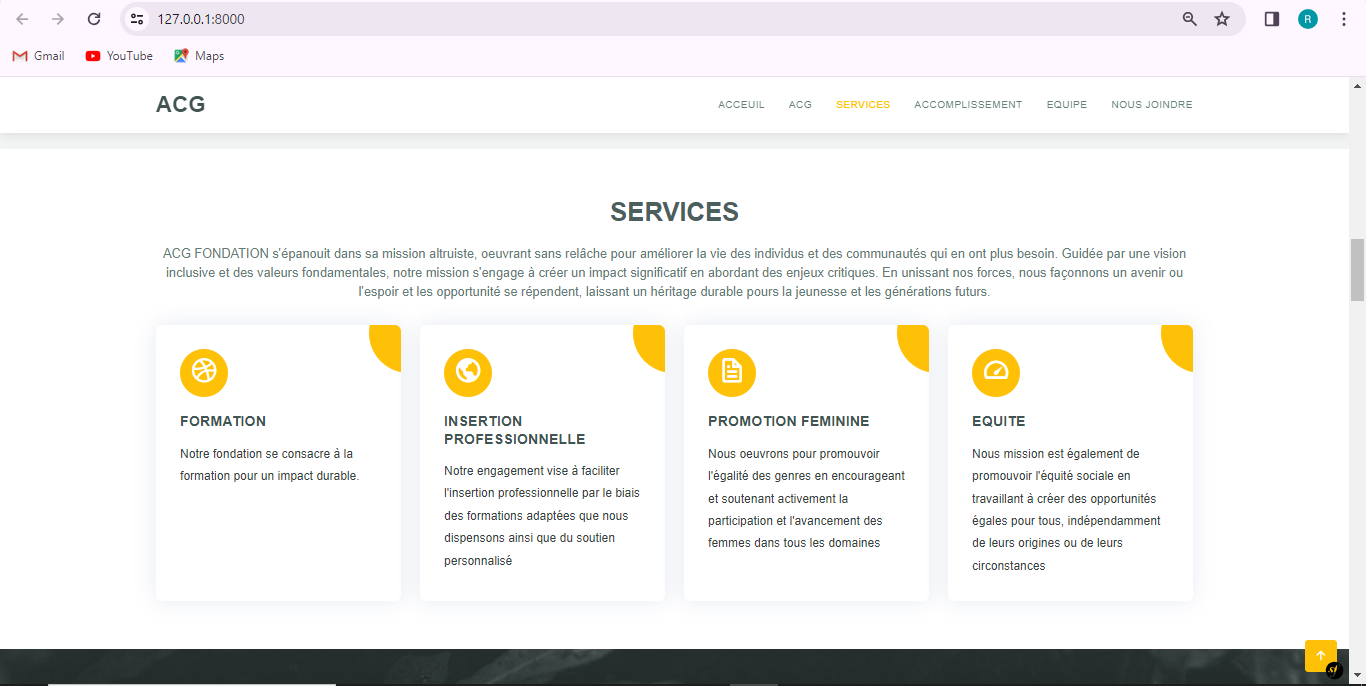 127.0.0.1:8000
R
Gmail
YouTube
Maps
ACG
ACCEUIL
ACG
SERVICES
ACCOMPLISSEMENT
EQUIPE
NOUS JOINDRE
SERVICES
ACG FONDATION s'épanouit dans sa mission altruiste, oeuvrant sans relâche pour améliorer la vie des individus et des communautés qui en ont plus besoin. Guidée par une vision
inclusive et des valeurs fondamentales, notre mission s'engage à créer un impact significatif en abordant des enjeux critiques. En unissant nos forces, nous façonnons un avenir ou
l'espoir et les opportunité se répendent, laissant un héritage durable pours la jeunesse et les générations futurs.
FORMATION
Notre fondation se consacre à la
formation pour un impact durable.
INSERTION
PROFESSIONNELLE
Notre engagement vise à faciliter
l'insertion professionnelle par le biais
des formations adaptées que nous
dispensons ainsi que du soutien
personnalisé
PROMOTION FEMININE
Nous oeuvrons pour promouvoir
l'égalité des genres en encourageant
et soutenant activement la
participation et l'avancement des
femmes dans tous les domaines
EQUITE
Nous mission est également de
promouvoir l'équité sociale en
travaillant à créer des opportunités
égales pour tous, indépendamment
de leurs origines ou de leurs
circonstances
sf